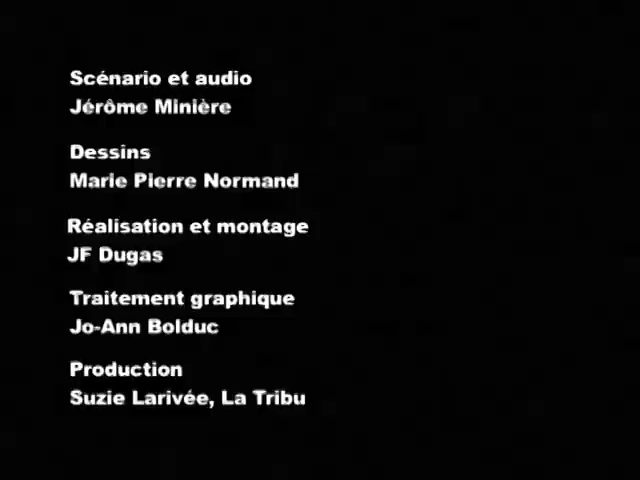 Scénario et audio
Jérôme Minière
Dessins
Marie Pierre Normand
Réalisation et montage
JF Dugas
Traitement graphique
Jo-Ann Bolduc
Production
Suzie Larivée, La Tribu